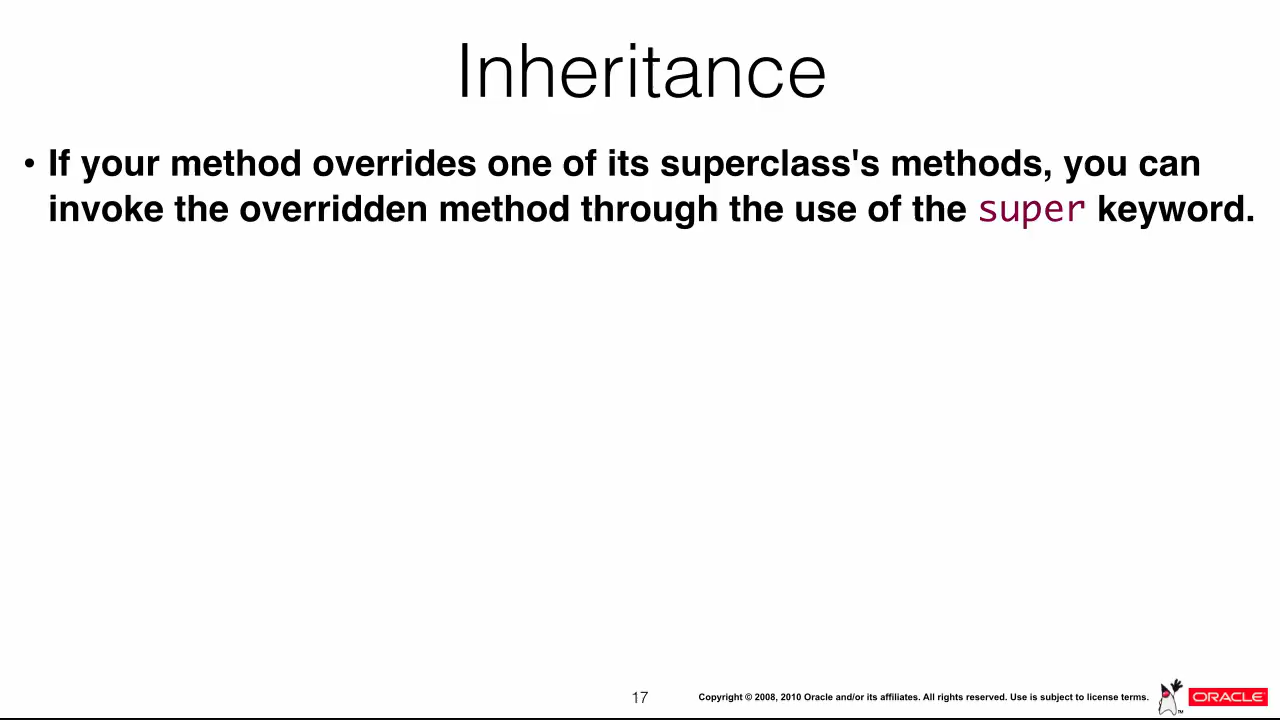 Inheritance
• If your method overrides one of its superclass's methods, you can
invoke the overridden method through the use of the super keyword.
17
Copyright © 2008, 2010 Oracle and/or its affiliates. All rights reserved. Use is subject to license terms.
TM
ORACLE